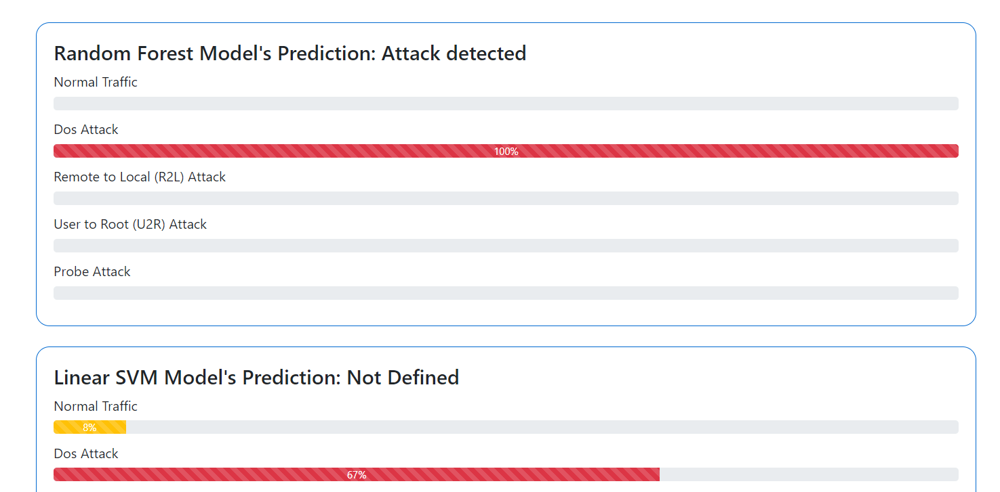 Random Forest Model's Prediction: Attack detected
Normal Traffic
Dos Attack
100%
Remote to Local (R2L) Attack
User to Root (U2R) Attack
Probe Attack
Linear SVM Model's Prediction: Not Defined
Normal Traffic
8%
Dos Attack
67%